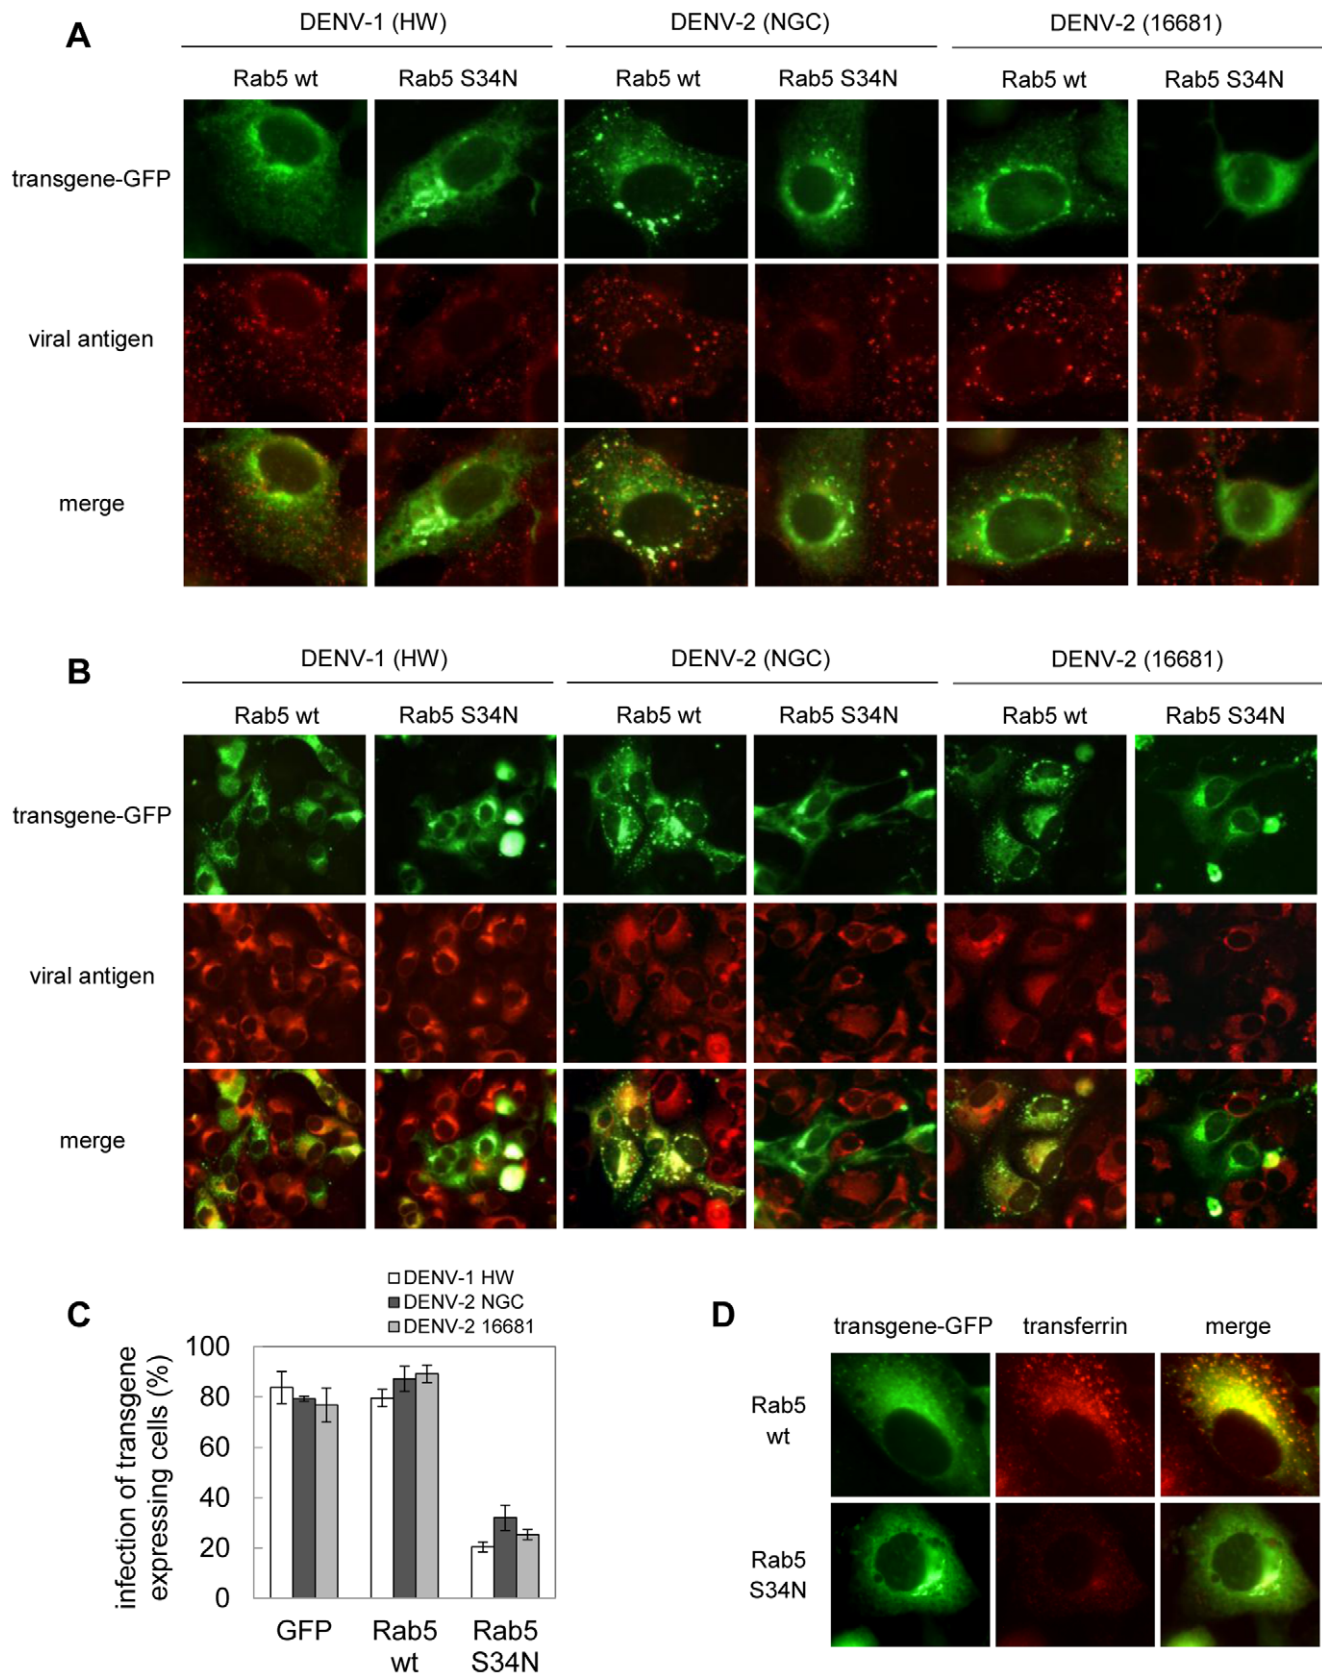 A
DENV-1 (HW) DENV-2 (NGC) DENV-2 (16681)
Rab5 wt Rab5 S34N Rab5 wt Rab5 S34N Rab5 wt Rab5 S34N
transgene-GFP
viral antigen
merge
B
DENV-1 (HW) DENV-2 (NGC) DENV-2 (16681)
Rab5 wt Rab5 S34N Rab5 wt Rab5 S34N Rab5 wt Rab5 S34N
transgene-GFP
viral antigen
merge
C
DENV-1 HW
DENV-2 NGC
DENV-2 16681
infection of transgene
expressing cells (%)
100
80
60
40
20
0
GFP Rab5 Rab5
wt S34N
D
transgene-GFP transferrin merge
Rab5
wt
Rab5
S34N